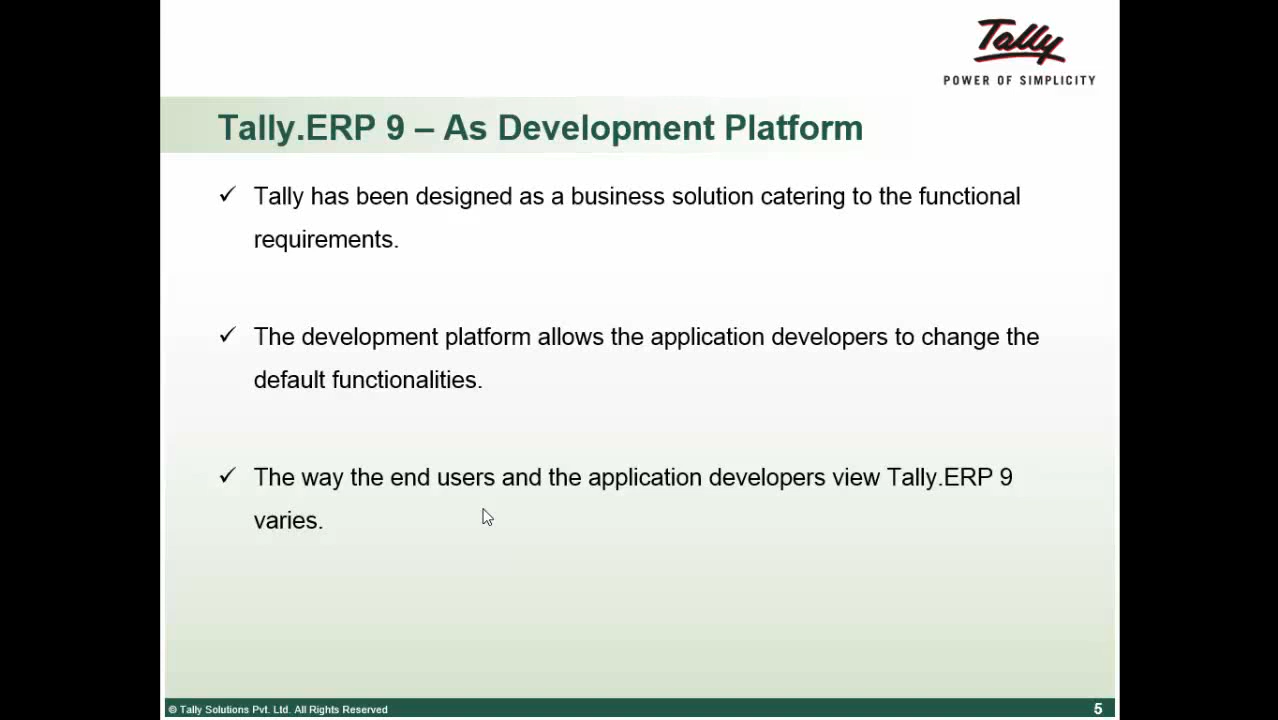 Tally
POWER OF SIMPLICITY
Tally.ERP 9 – As Development Platform
✓ Tally has been designed as a business solution catering to the functional
requirements.
✓ The development platform allows the application developers to change the
default functionalities.
✓ The way the end users and the application developers view Tally.ERP 9
varies.
© Tally Solutions Pvt. Ltd. All Rights Reserved
5